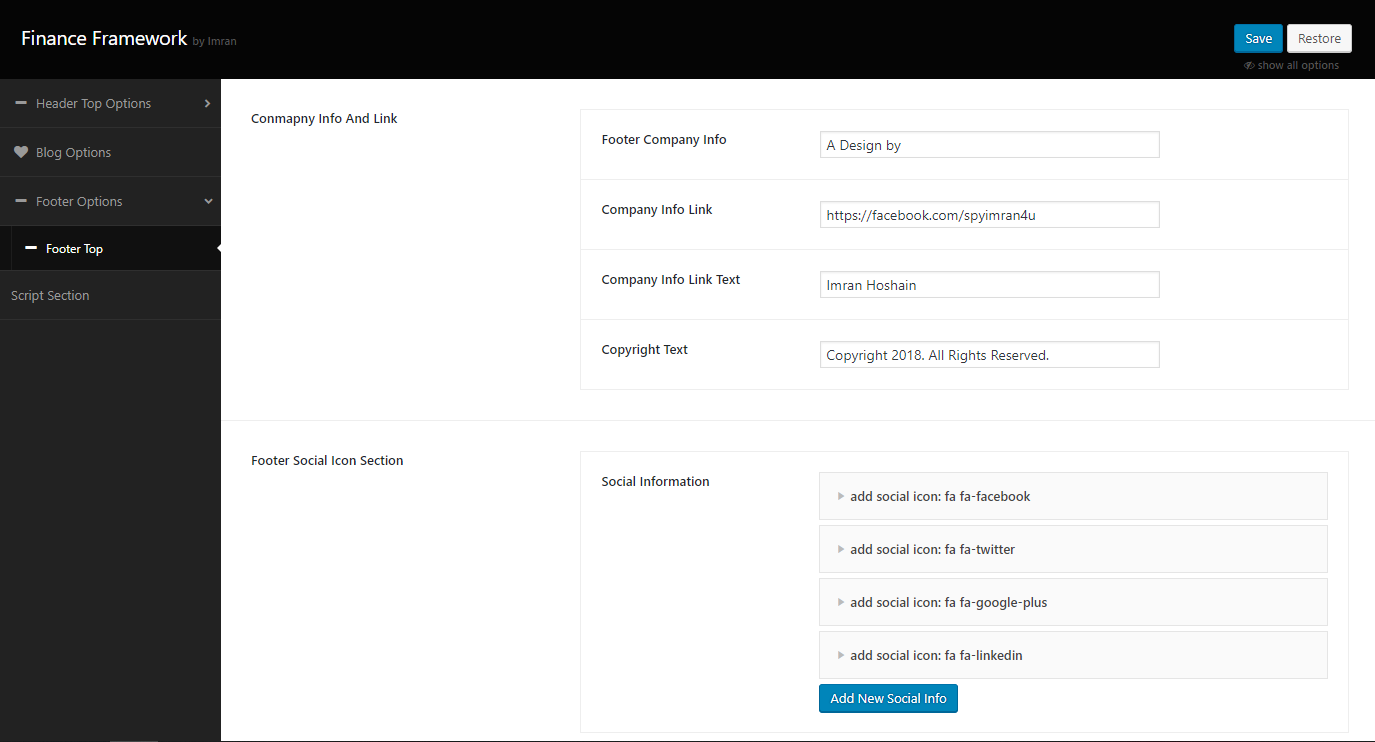 Finance Framework by Imran
Save
Restore
show all options
Header Top Options
Blog Options
Footer Options
Footer Top
Script Section
Conmapny Info And Link
Footer Company Info
A Design by
Company Info Link
https://facebook.com/spyimran4u
Company Info Link Text
Imran Hoshain
Copyright Text
Copyright 2018. All Rights Reserved.
Footer Social Icon Section
Social Information
add social icon: fa fa-facebook
add social icon: fa fa-twitter
add social icon: fa fa-google-plus
add social icon: fa fa-linkedin
Add New Social Info